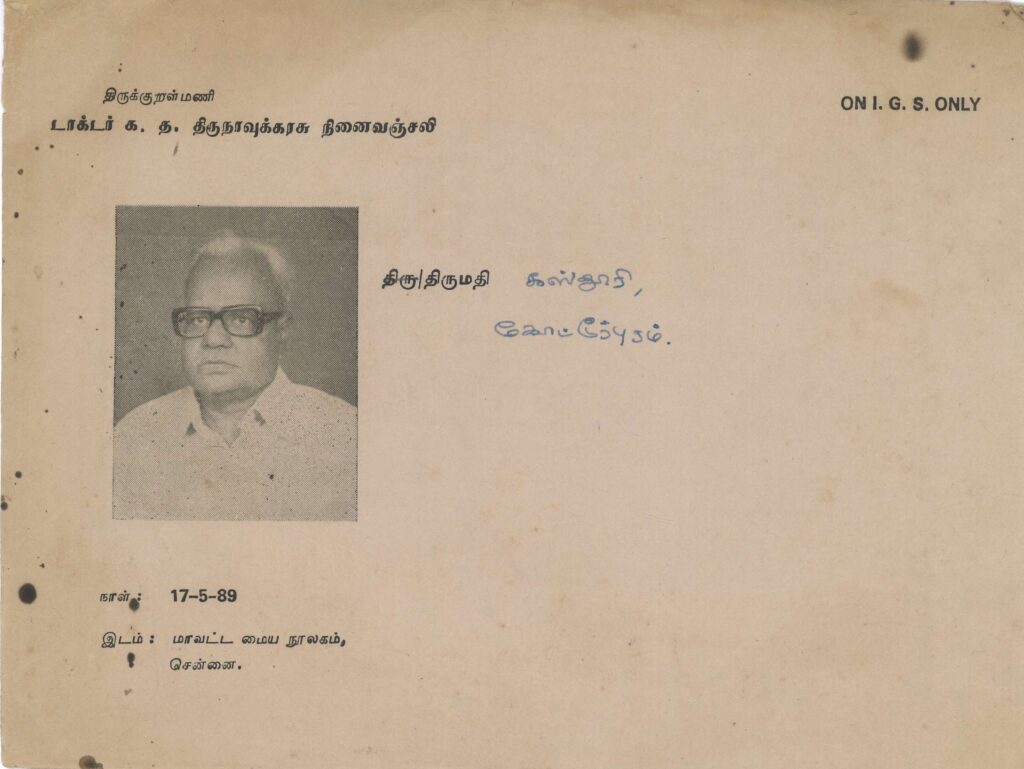 திருக்குறள்மணி
டாக்டர் க. த. திருநாவுக்கரசு நினைவஞ்சலி
ON I. G. S. ONLY
திரு/திருமதி கஸ்தூரி,
கோட்டூர்புரம்.
நாள் : 17-5-89
இடம் : மாவட்ட மைய நூலகம்,
சென்னை.